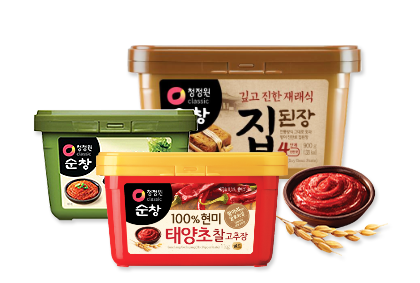 청정원
classic
순창
깊고 진한 재래식
집된장
900g
청정원
classic
순창
청정원
classic
순창
100% 현미
태양초찰고추장